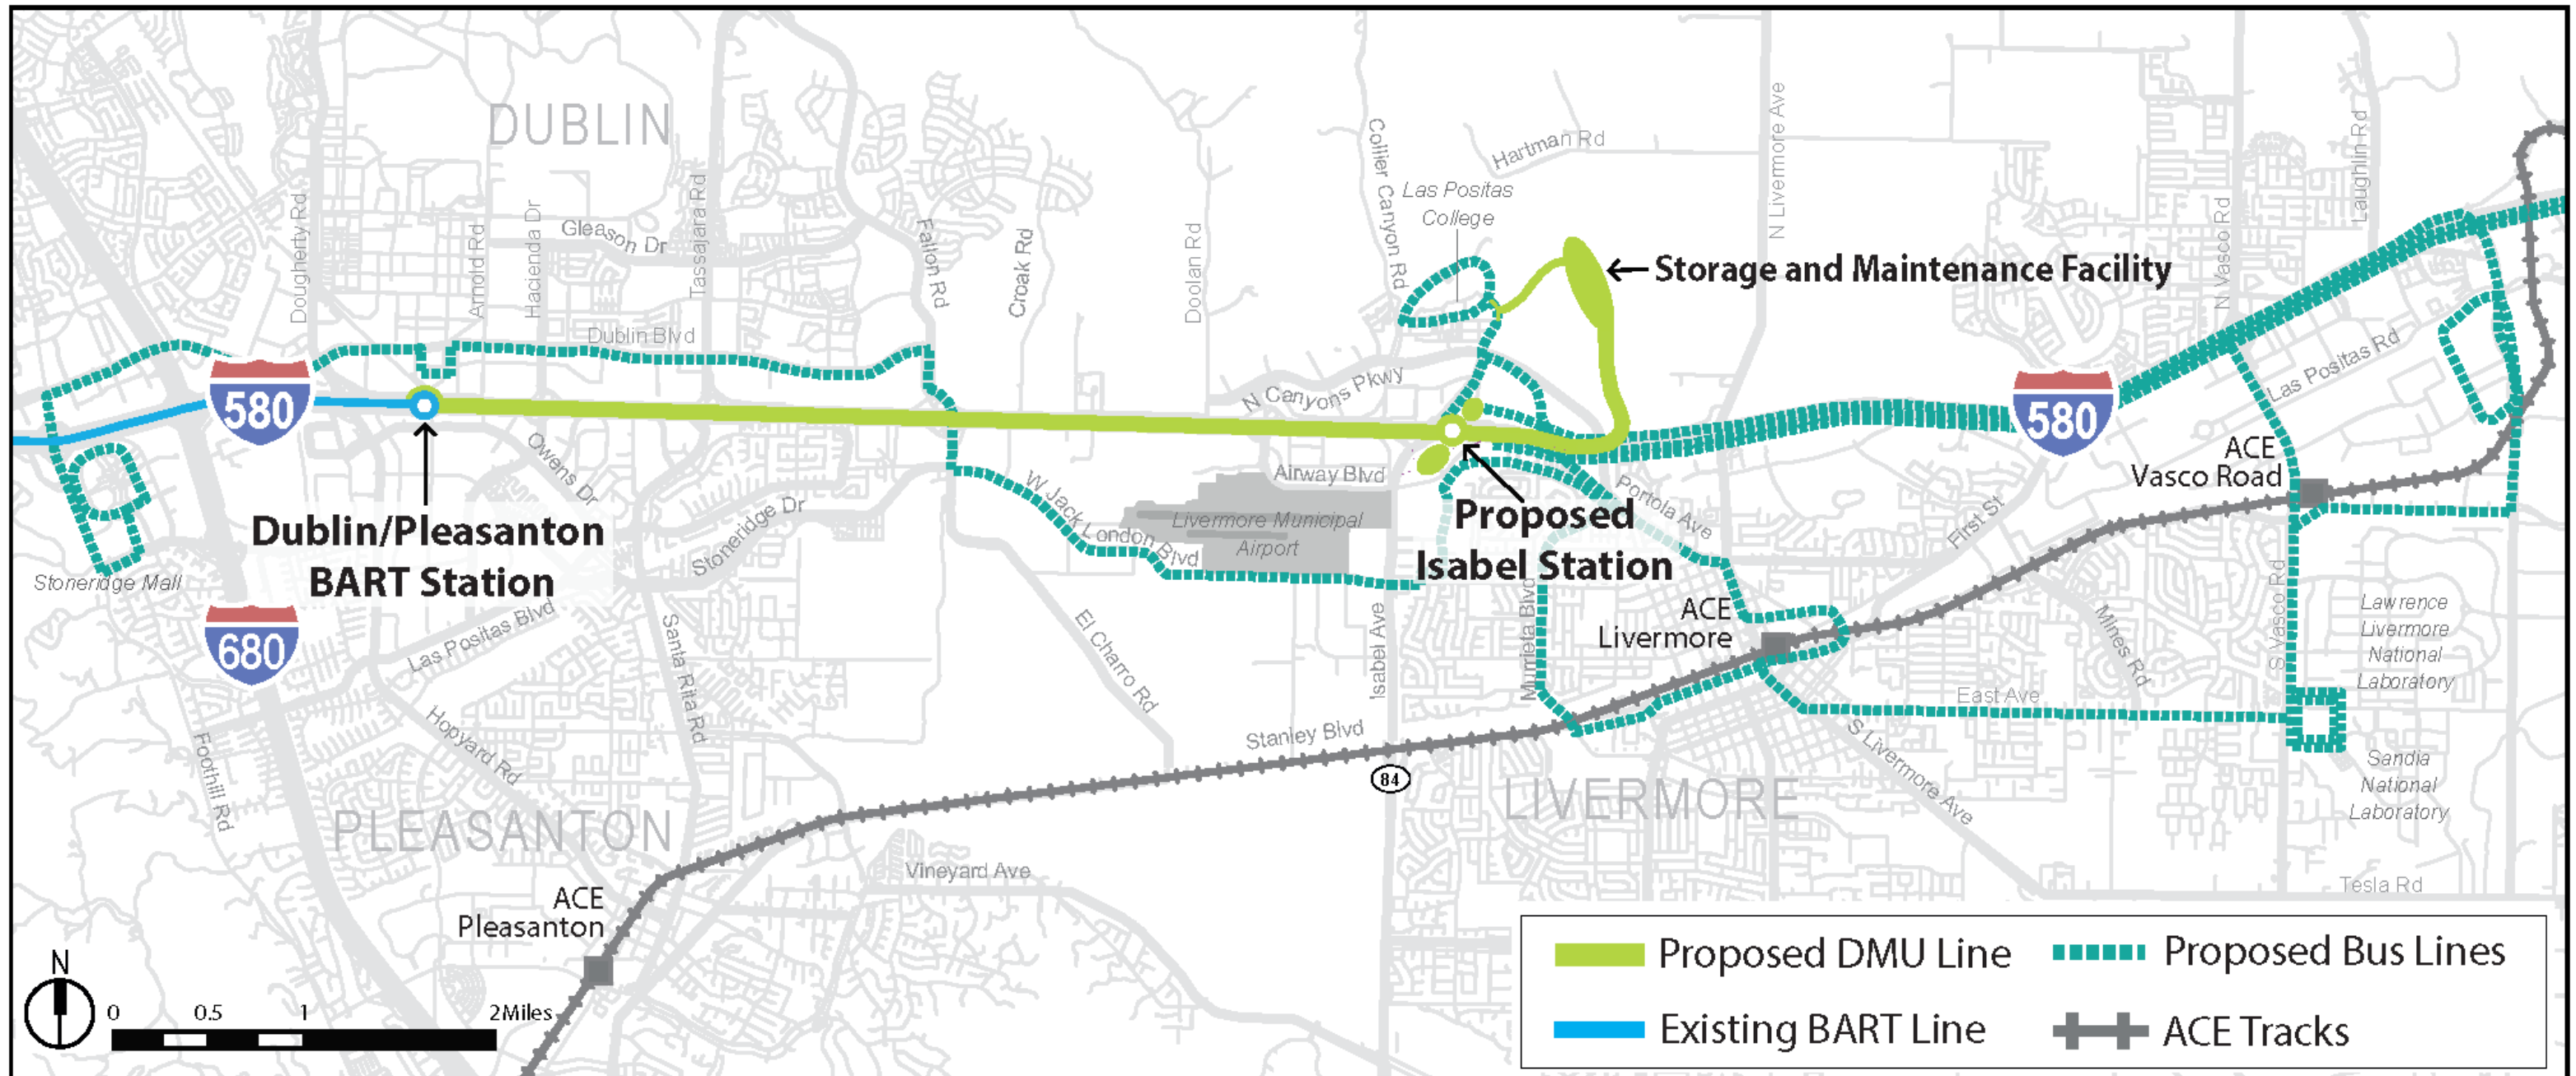 DUBLIN
Dougherty Rd
Arnold Rd
Hacienda Dr
Gleason Dr
Tassajara Rd
Fallon Rd
Croak Rd
Doolan Rd
Collier Canyon Rd
Hartman Rd
Las Positas
College
N Livermore Ave
N Vasco Rd
Laughlin Rd
Storage and Maintenance Facility
Dublin Blvd
580
N Canyons Pkwy
580
Las Positas Rd
Owens Dr
Dublin/Pleasanton
BART Station
Stoneridge Dr
W Jack London Blvd
Airway Blvd
Livermore Municipal
Airport
Proposed
Isabel Station
Portola Ave
First St
ACE
Vasco Road
Stoneridge Mall
680
Las Positas Blvd
Santa Rita Rd
El Charro Rd
Isabel Ave
Murrieta Blvd
ACE
Livermore
Mines Rd
S Vasco Rd
Lawrence
Livermore
National
Laboratory
East Ave
Foothill Rd
Hopyard Rd
Stanley Blvd
84
S Livermore Ave
Sandia
National
Laboratory
PLEASANTON
LIVERMORE
Vineyard Ave
Tesla Rd
ACE
Pleasanton
N
0 0.5 1 2Miles
Proposed DMU Line
Proposed Bus Lines
Existing BART Line
ACE Tracks